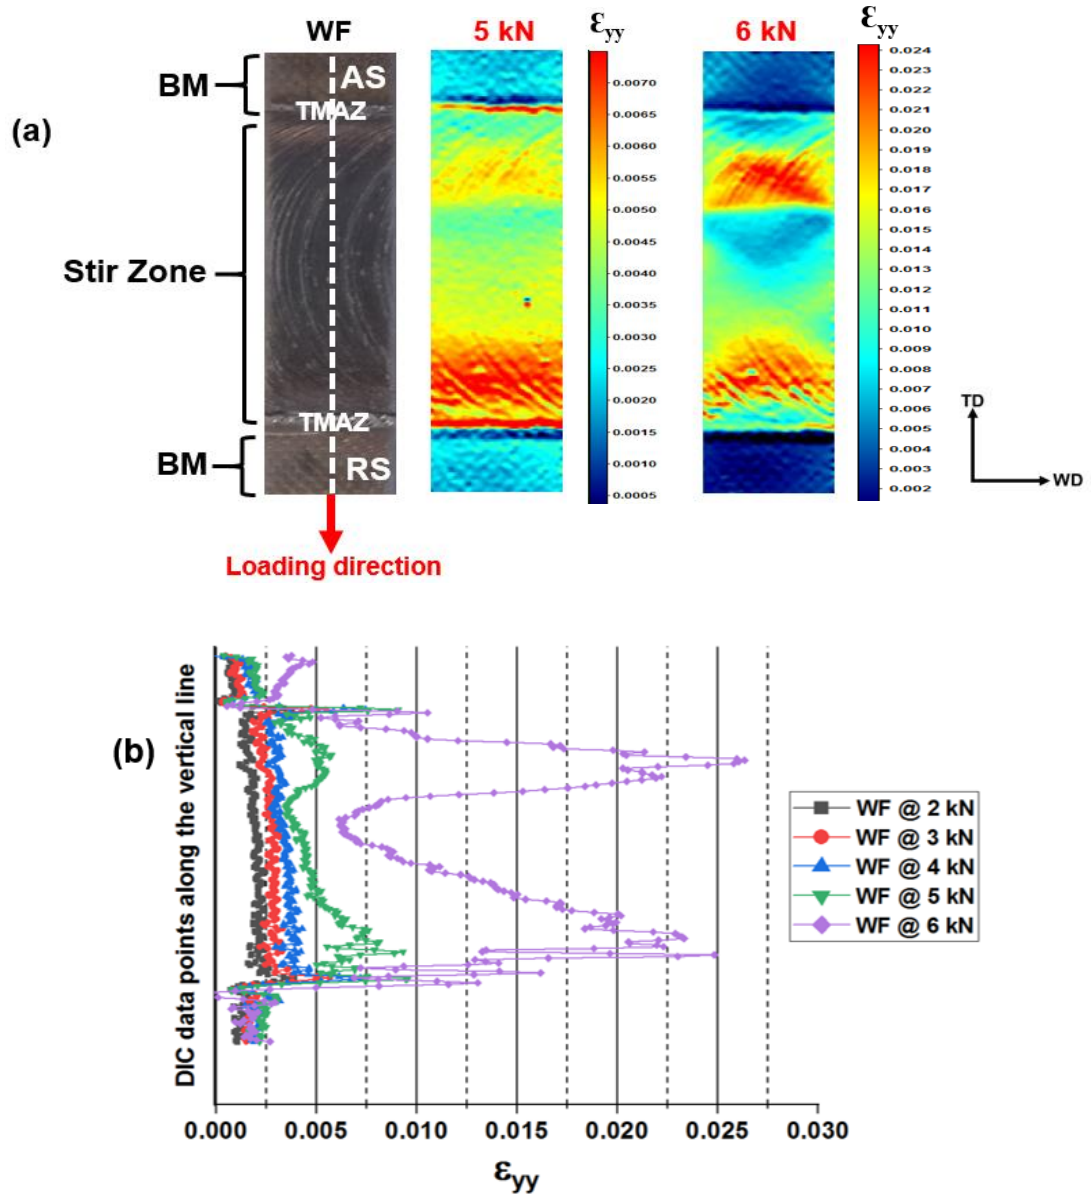 (a)
WF
5 kN
εyy
6 kN
εyy
BM
AS
TMAZ
Stir Zone
TMAZ
BM
RS
Loading direction
0.0070
0.0065
0.0060
0.0055
0.0050
0.0045
0.0040
0.0035
0.0030
0.0025
0.0020
0.0015
0.0010
0.0005
0.024
0.023
0.022
0.021
0.020
0.019
0.018
0.017
0.016
0.015
0.014
0.013
0.012
0.011
0.010
0.009
0.008
0.007
0.006
0.005
0.004
0.003
0.002
TD
WD
(b)
DIC data points along the vertical line
WF @ 2 kN
WF @ 3 kN
WF @ 4 kN
WF @ 5 kN
WF @ 6 kN
0.000 0.005 0.010 0.015 0.020 0.025 0.030
εyy